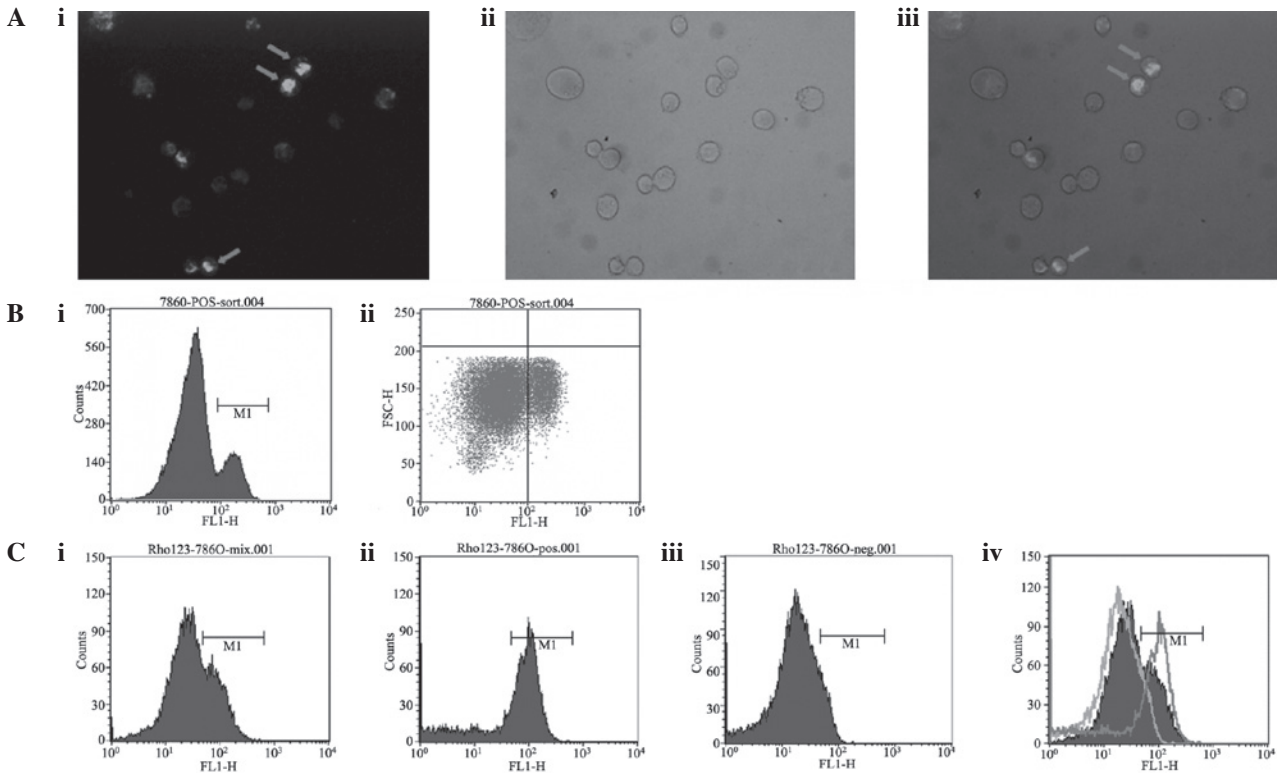 A i ii iii
B i ii
7860-POS-sort.004
Counts
700
560
420
280
140
0
M1
10⁰ 10¹ 10² 10³ 10⁴
FL1-H
7860-POS-sort.004
FSC-H
250
200
150
100
50
0
10⁰ 10¹ 10² 10³ 10⁴
FL1-H
C i ii iii iv
Rho123-786O-mix.001
Counts
150
120
90
60
30
0
M1
10⁰ 10¹ 10² 10³ 10⁴
FL1-H
Rho123-786O-pos.001
Counts
150
120
90
60
30
0
M1
10⁰ 10¹ 10² 10³ 10⁴
FL1-H
Rho123-786O-neg.001
Counts
150
120
90
60
30
0
M1
10⁰ 10¹ 10² 10³ 10⁴
FL1-H
Counts
150
120
90
60
30
0
M1
10⁰ 10¹ 10² 10³ 10⁴
FL1-H